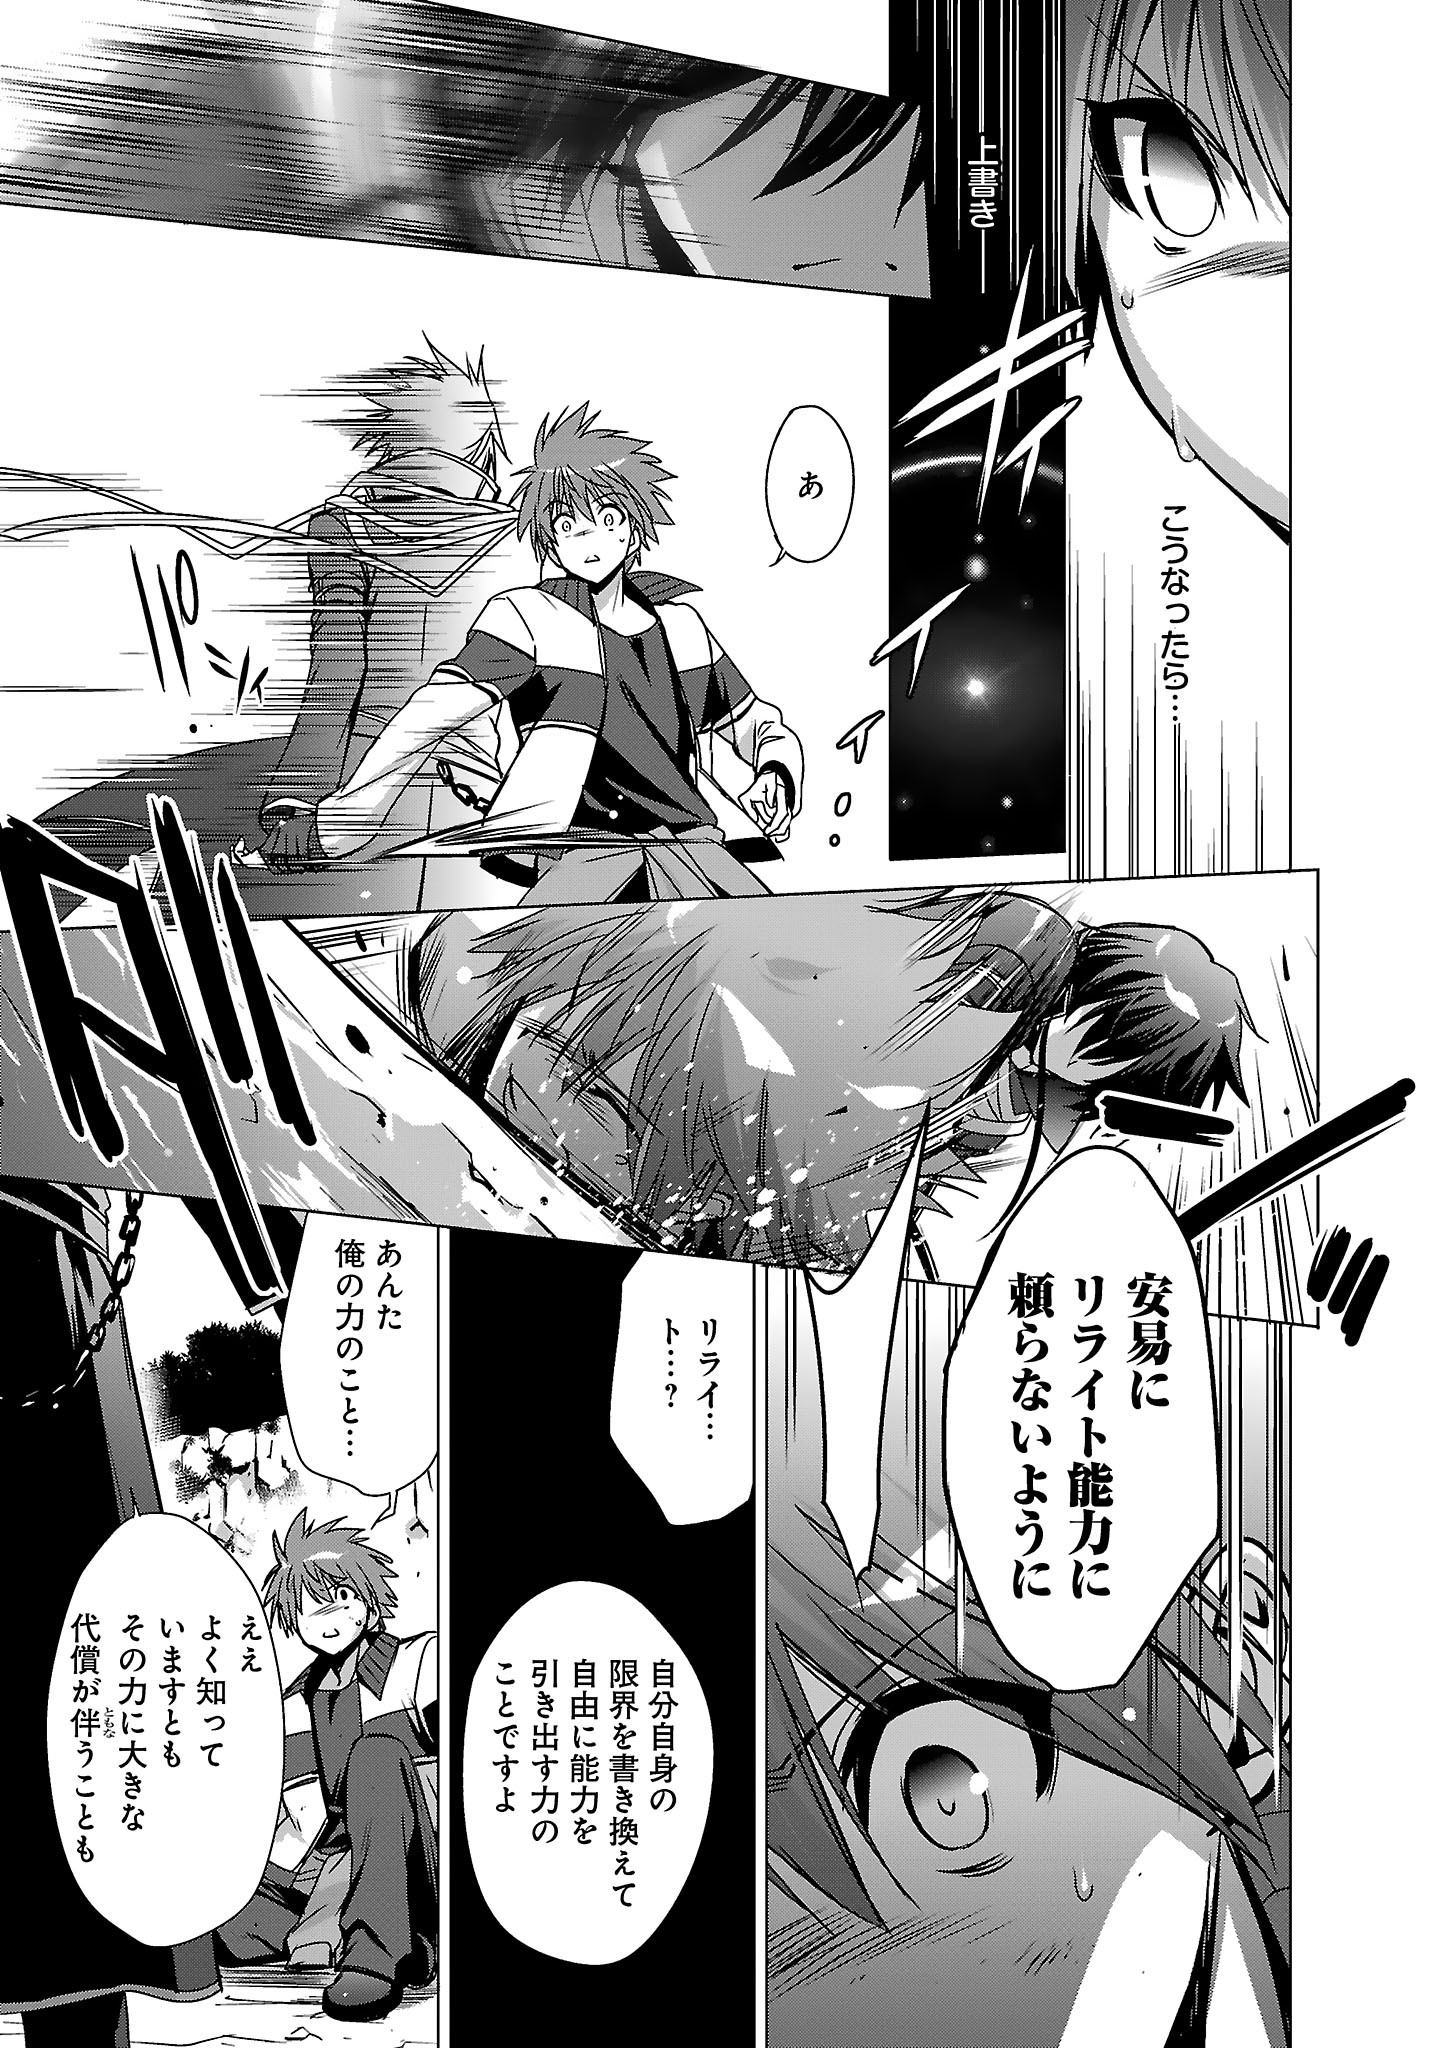 こうなったら…
上書き――
キィィィィ…
あ
パシィ
ガッ
安易に
リライト能力に
頼らないように
リライ…
ト…？
自分自身の
限界を書き換えて
自由に能力を
引き出す力の
ことですよ
あんた
俺の力のこと…
ええ
よく知って
いますとも
その力に大きな
代償が伴うことも
ともな